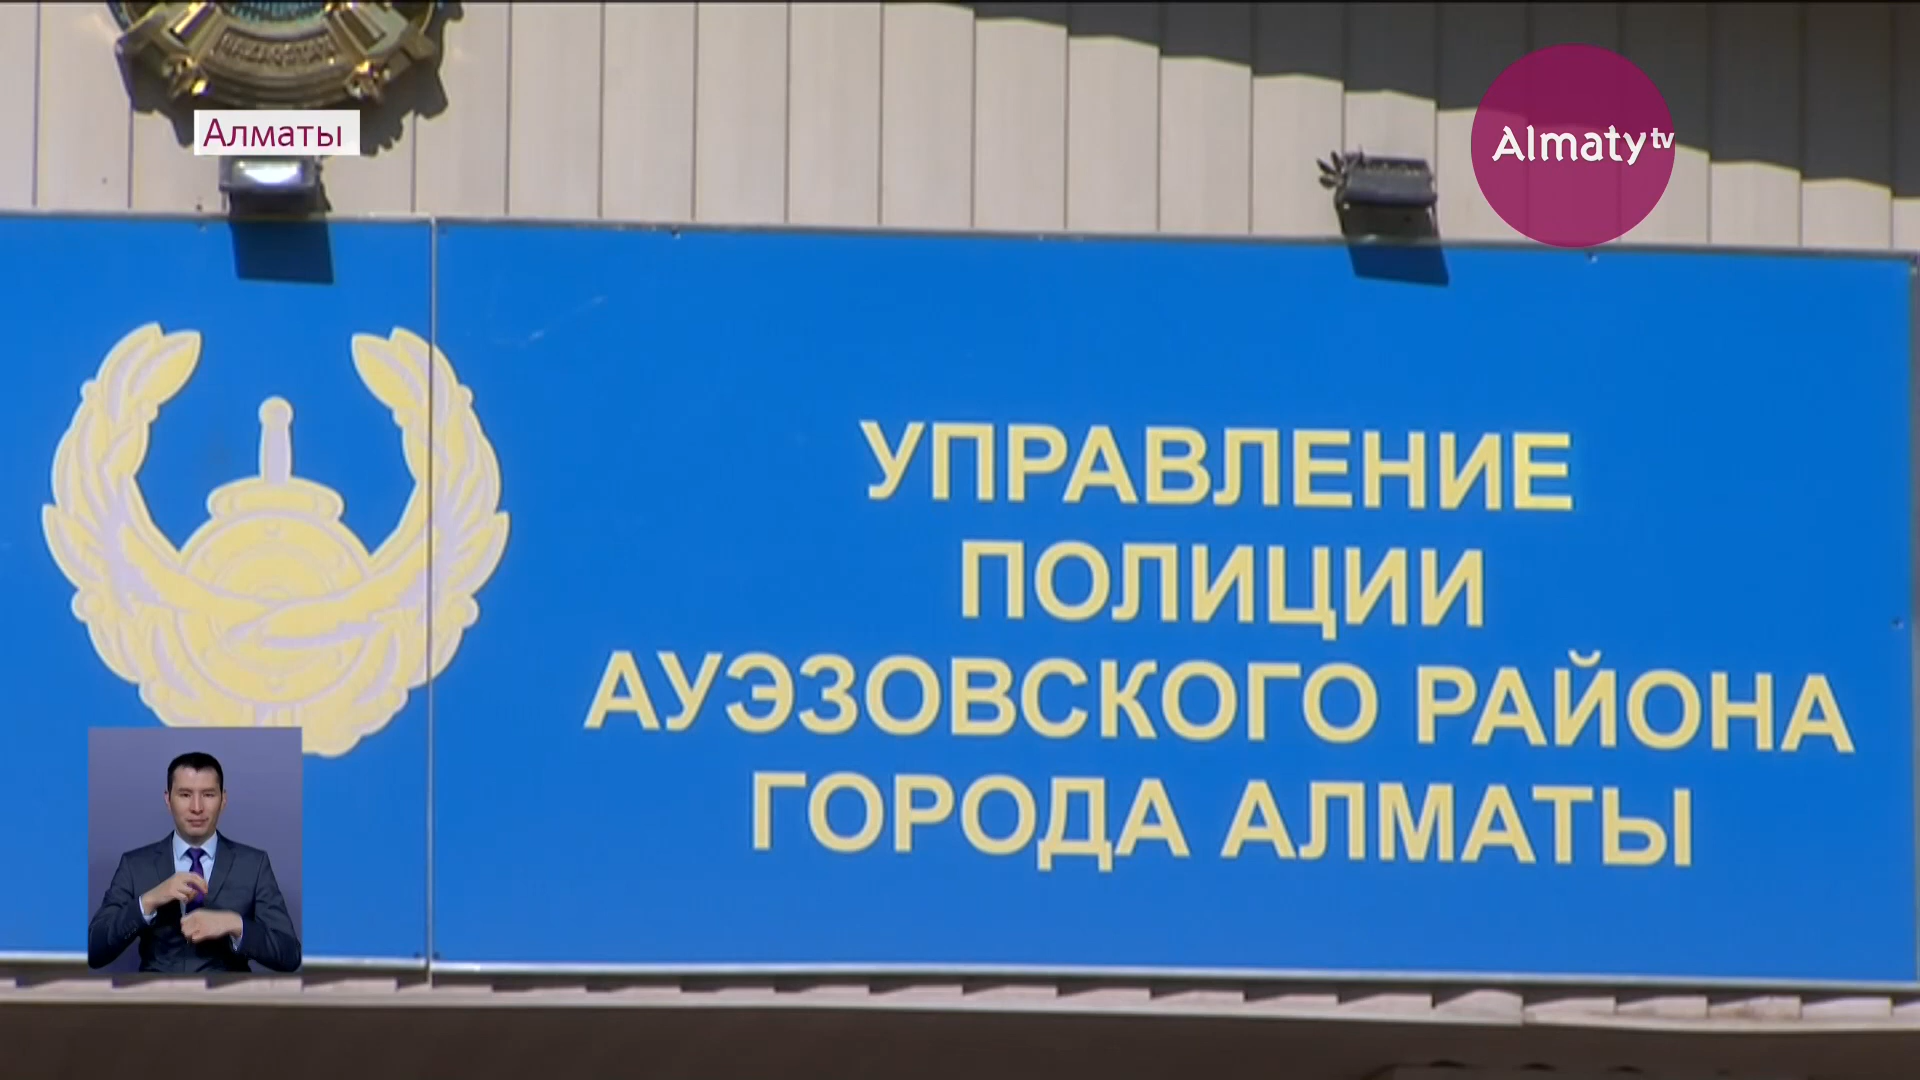 Алматы
Almaty tv
УПРАВЛЕНИЕ
ПОЛИЦИИ
АУЭЗОВСКОГО РАЙОНА
ГОРОДА АЛМАТЫ